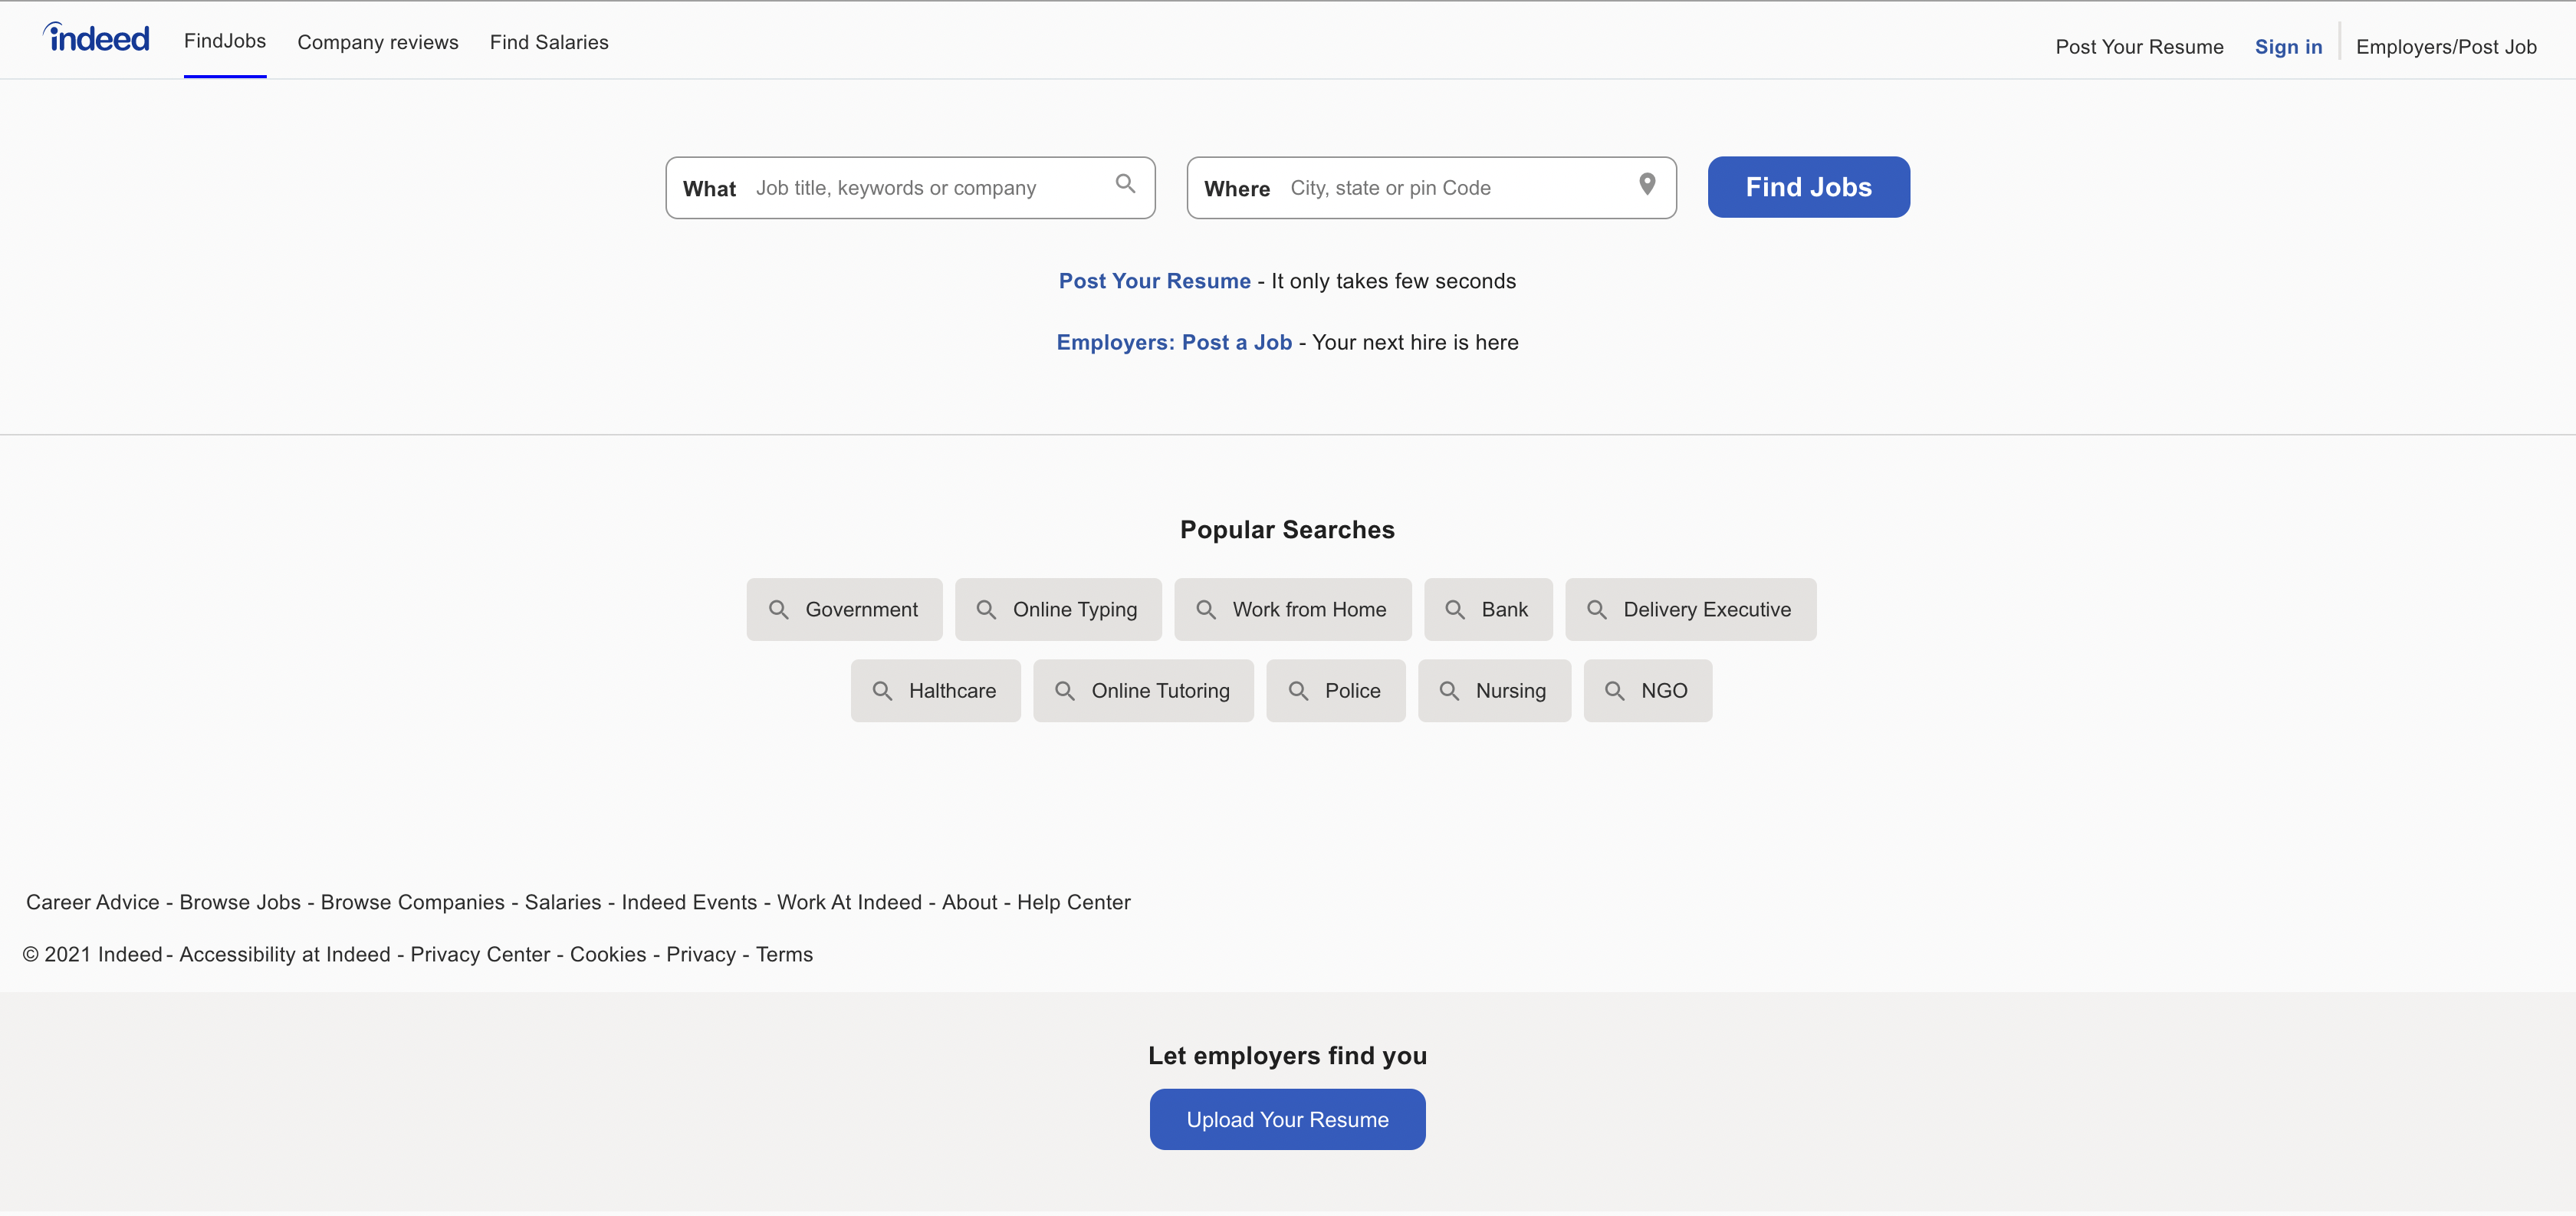 indeed FindJobs Company reviews Find Salaries Post Your Resume Sign in Employers/Post Job
What Job title, keywords or company Where City, state or pin Code Find Jobs
Post Your Resume - It only takes few seconds
Employers: Post a Job - Your next hire is here
Popular Searches
Government Online Typing Work from Home Bank Delivery Executive
Halthcare Online Tutoring Police Nursing NGO
Career Advice - Browse Jobs - Browse Companies - Salaries - Indeed Events - Work At Indeed - About - Help Center
© 2021 Indeed - Accessibility at Indeed - Privacy Center - Cookies - Privacy - Terms
Let employers find you
Upload Your Resume